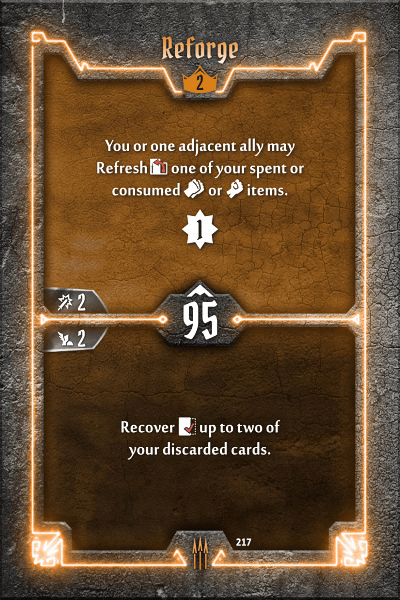 Reforge
2
You or one adjacent ally may
Refresh one of your spent or
consumed or items.
1
2
95
2
Recover up to two of
your discarded cards.
217